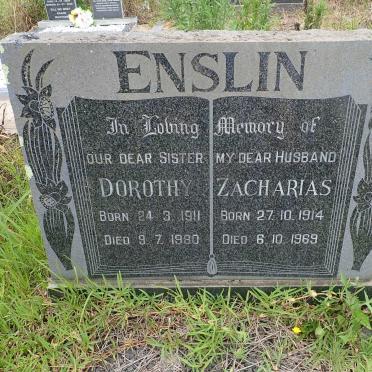 ENSLIN
In Loving Memory of
OUR DEAR SISTER
DOROTHY
BORN 24.3.1911
DIED 9.7.1980
MY DEAR HUSBAND
ZACHARIAS
BORN 27.10.1914
DIED 6.10.1969